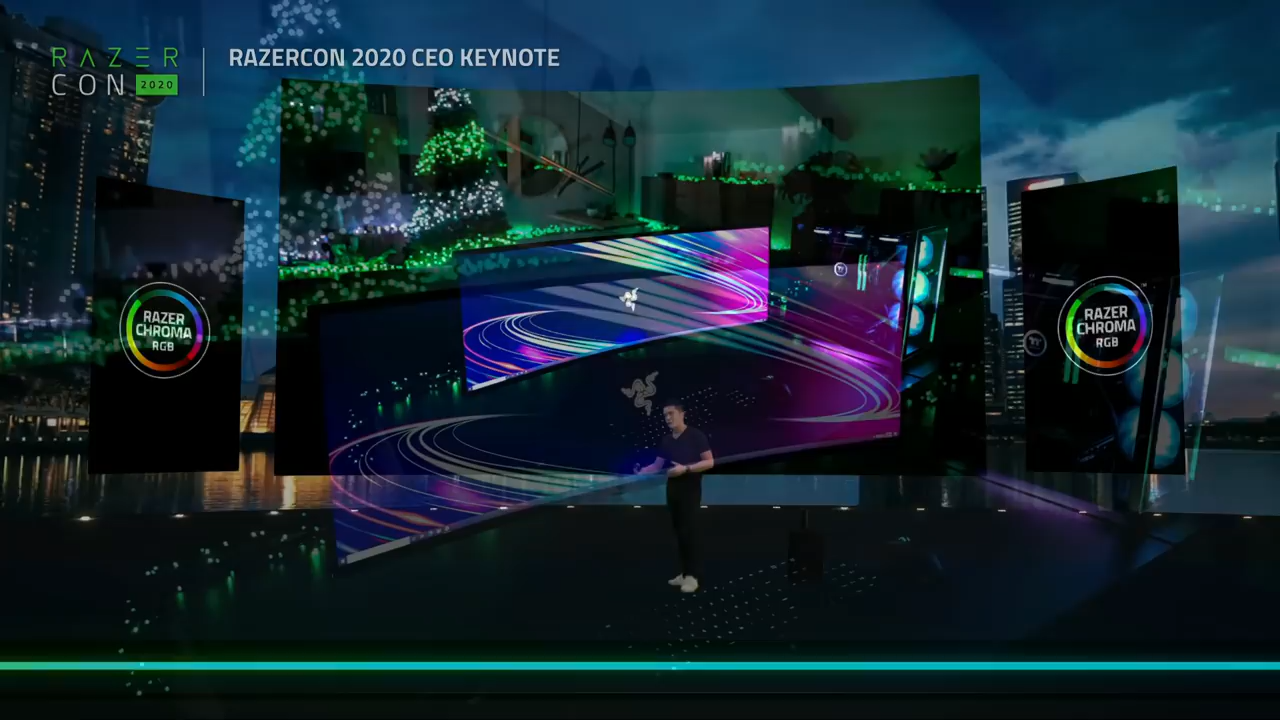 RAZER
CON 2020
RAZERCON 2020 CEO KEYNOTE
RAZER
CHROMA
RGB
RAZER
CHROMA
RGB